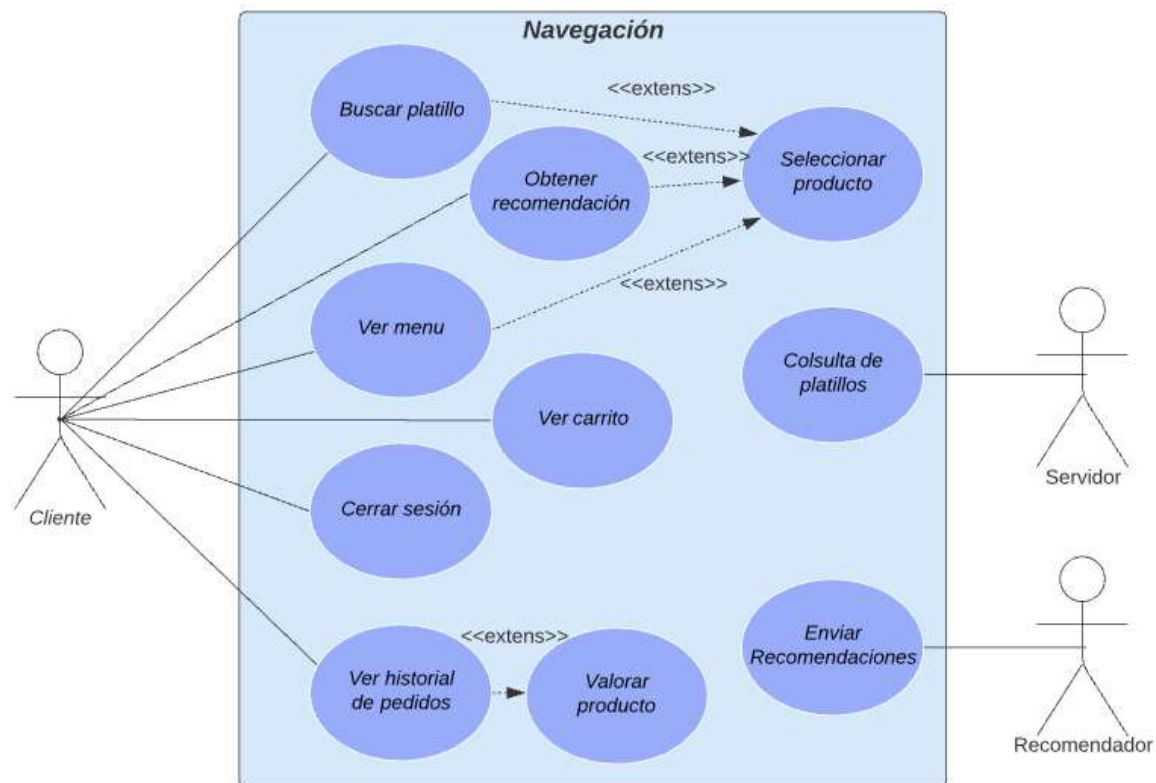 Navegación
Buscar platillo
<<extens>>
Obtener
recomendación
<<extens>>
Seleccionar
producto
Ver menu
<<extens>>
Colsulta de
platillos
Ver carrito
Servidor
Cerrar sesión
Cliente
<<extens>>
Ver historial
de pedidos
Valorar
producto
Enviar
Recomendaciones
Recomendador